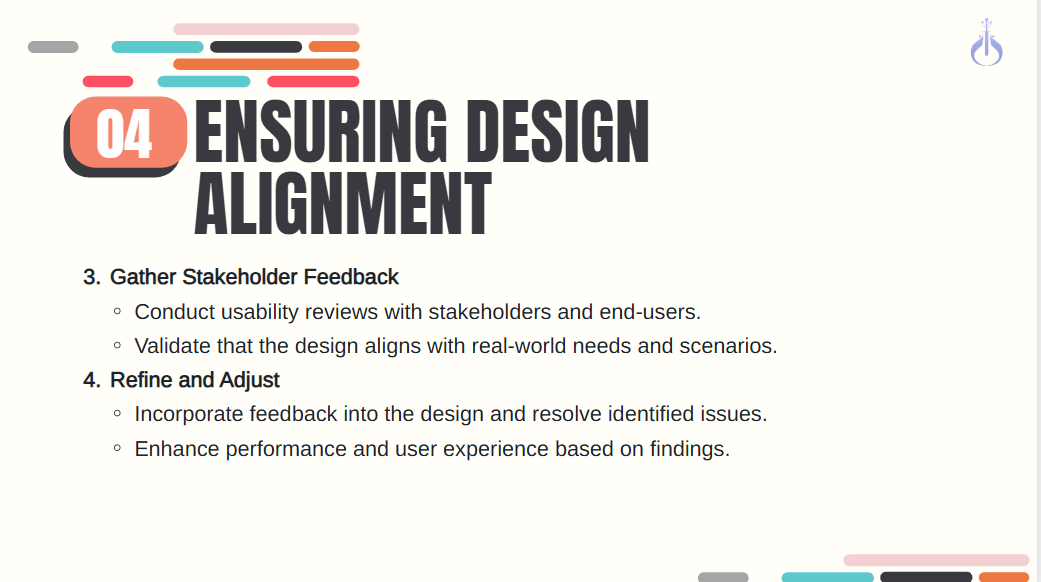 04
ENSURING DESIGN
ALIGNMENT
3. Gather Stakeholder Feedback
◦ Conduct usability reviews with stakeholders and end-users.
◦ Validate that the design aligns with real-world needs and scenarios.
4. Refine and Adjust
◦ Incorporate feedback into the design and resolve identified issues.
◦ Enhance performance and user experience based on findings.